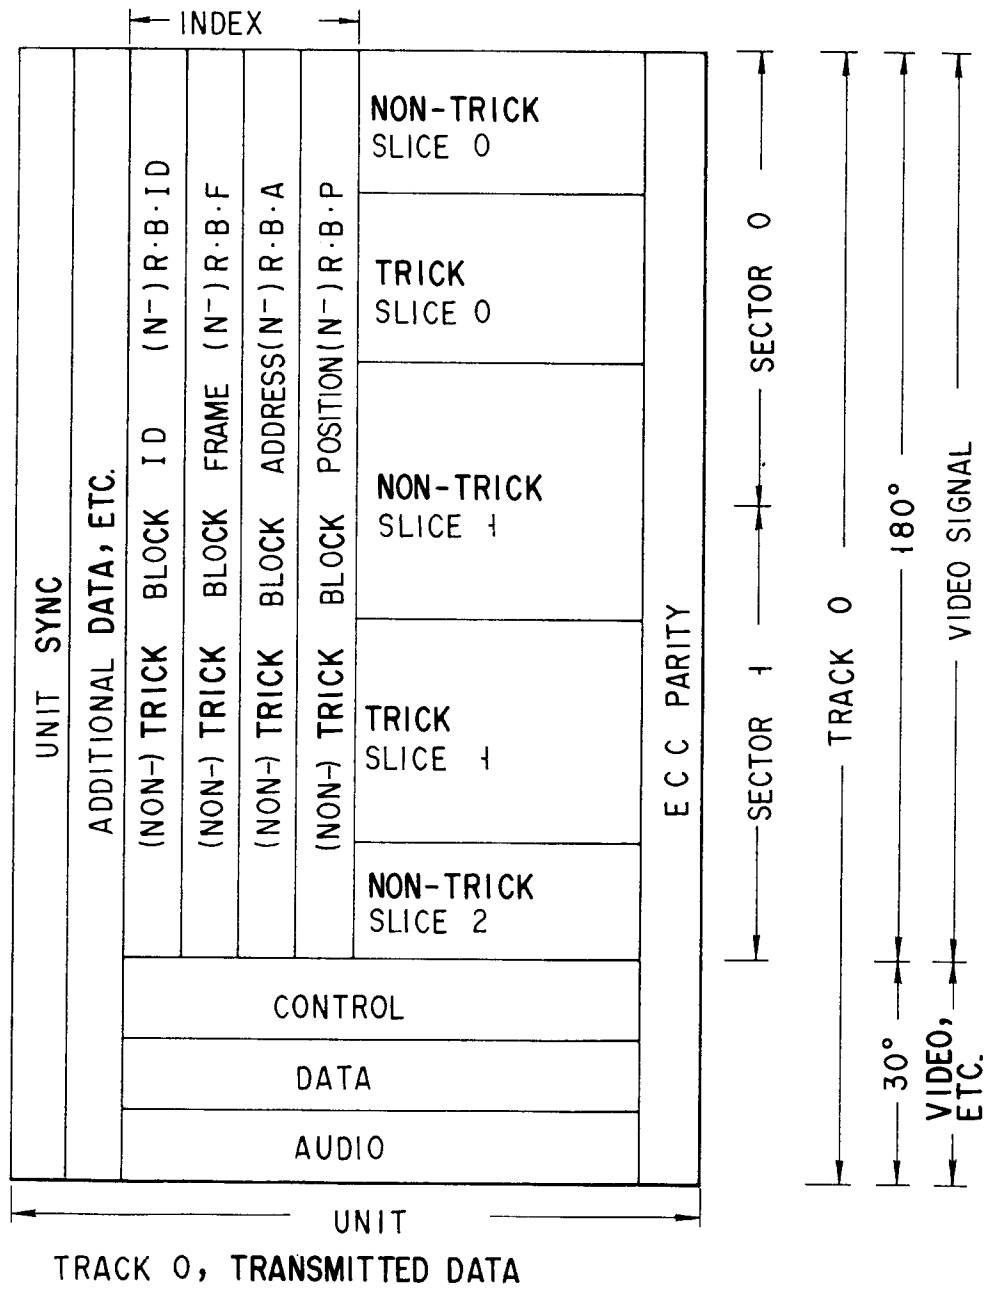 INDEX
UNIT SYNC
ADDITIONAL DATA, ETC.
(NON-) TRICK BLOCK ID (N-) R·B·ID
(NON-) TRICK BLOCK FRAME (N-) R·B·F
(NON-) TRICK BLOCK ADDRESS (N-) R·B·A
(NON-) TRICK BLOCK POSITION (N-) R·B·P
NON-TRICK
SLICE 0
TRICK
SLICE 0
NON-TRICK
SLICE 1
TRICK
SLICE 1
NON-TRICK
SLICE 2
CONTROL
DATA
AUDIO
ECC PARITY
SECTOR 0
SECTOR 1
TRACK 0
180°
30°
VIDEO SIGNAL
VIDEO,
ETC.
UNIT
TRACK 0, TRANSMITTED DATA